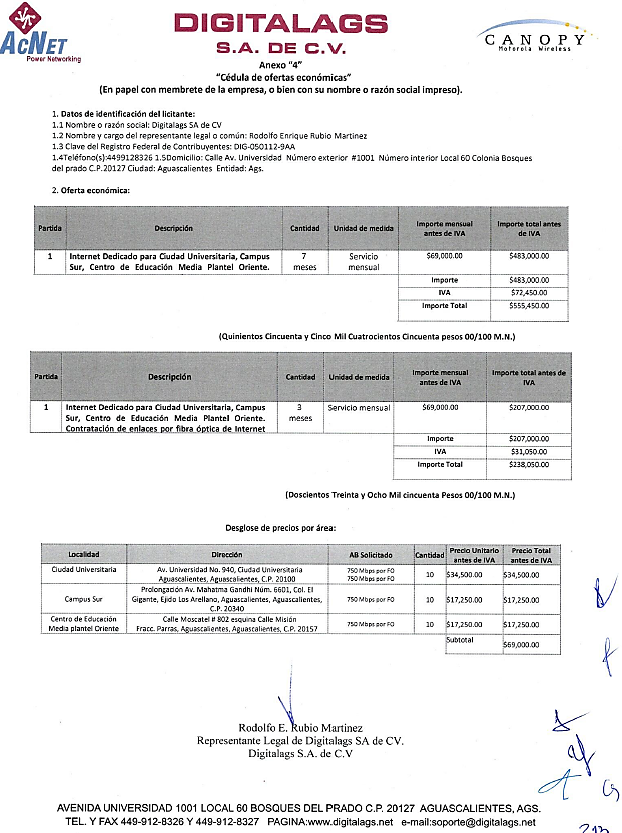 AcNet
Power Networking
DIGITALAGS
S.A. DE C.V.
CANOPY
Motorola Wireless
Anexo "4"
"Cédula de ofertas económicas"
(En papel con membrete de la empresa, o bien con su nombre o razón social impreso).
1. Datos de identificación del licitante:
1.1 Nombre o razón social: Digitalags SA de CV
1.2 Nombre y cargo del representante legal o común: Rodolfo Enrique Rubio Martinez
1.3 Clave del Registro Federal de Contribuyentes: DIG-050112-9AA
1.4Teléfono(s):4499128326 1.5Domicilio: Calle Av. Universidad Número exterior #1001 Número interior Local 60 Colonia Bosques
del prado C.P.20127 Ciudad: Aguascalientes Entidad: Ags.
2. Oferta económica:
Partida Descripción Cantidad Unidad de medida Importe mensual antes de IVA Importe total antes de IVA
1 Internet Dedicado para Ciudad Universitaria, Campus 7 Servicio $69,000.00 $483,000.00
Sur, Centro de Educación Media Plantel Oriente. meses mensual
Importe $483,000.00
IVA $72,450.00
Importe Total $555,450.00
(Quinientos Cincuenta y Cinco Mil Cuatrocientos Cincuenta pesos 00/100 M.N.)
Partida Descripción Cantidad Unidad de medida Importe mensual antes de IVA Importe total antes de IVA
1 Internet Dedicado para Ciudad Universitaria, Campus 3 Servicio mensual $69,000.00 $207,000.00
Sur, Centro de Educación Media Plantel Oriente. meses
Contratación de enlaces por fibra óptica de Internet
Importe $207,000.00
IVA $31,050.00
Importe Total $238,050.00
(Doscientos Treinta y Ocho Mil cincuenta Pesos 00/100 M.N.)
Desglose de precios por área:
Localidad Dirección AB Solicitado Cantidad Precio Unitario antes de IVA Precio Total antes de IVA
Ciudad Universitaria Av. Universidad No. 940, Ciudad Universitaria 750 Mbps por FO 10 $34,500.00 $34,500.00
Aguascalientes, Aguascalientes, C.P. 20100 750 Mbps por FO
Prolongación Av. Mahatma Gandhi Núm. 6601, Col. El
Campus Sur Gigante, Ejido Los Arellano, Aguascalientes, Aguascalientes, 750 Mbps por FO 10 $17,250.00 $17,250.00
C.P. 20340
Centro de Educación Calle Moscatel # 802 esquina Calle Misión 750 Mbps por FO 10 $17,250.00 $17,250.00
Media plantel Oriente Fracc. Parras, Aguascalientes, Aguascalientes, C.P. 20157
Subtotal $69,000.00
Rodolfo E. Rubio Martinez
Representante Legal de Digitalags SA de CV.
Digitalags S.A. de C.V
AVENIDA UNIVERSIDAD 1001 LOCAL 60 BOSQUES DEL PRADO C.P. 20127 AGUASCALIENTES, AGS.
TEL. Y FAX 449-912-8326 Y 449-912-8327 PAGINA:www.digitalags.net e-mail:soporte@digitalags.net